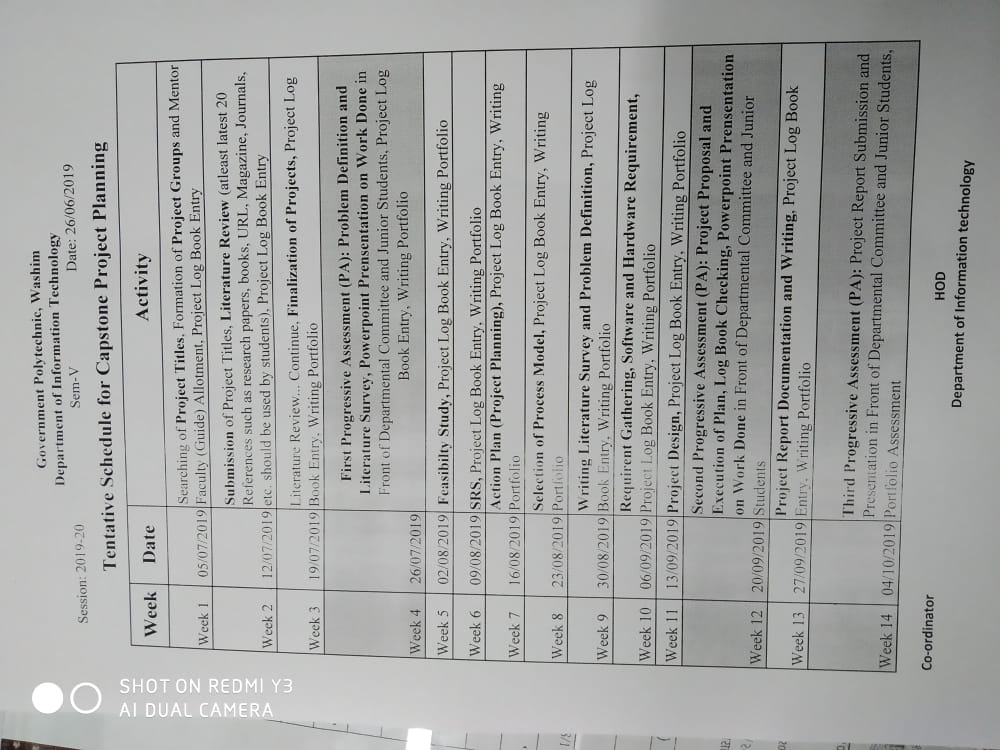 Government Polytechnic, Washim
Department of Information Technology
Session: 2019-20 Sem-V Date: 26/06/2019
Tentative Schedule for Capstone Project Planning
Week Date Activity
Searching of Project Titles, Formation of Project Groups and Mentor
Week 1 05/07/2019 Faculty (Guide) Allotment, Project Log Book Entry
Submission of Project Titles, Literature Review (atleast latest 20
References such as research papers, books, URL, Magazine, Journals,
Week 2 12/07/2019 etc. should be used by students), Project Log Book Entry
Literature Review... Continue, Finalization of Projects, Project Log
Week 3 19/07/2019 Book Entry, Writing Portfolio
First Progressive Assessment (PA): Problem Definition and
Literature Survey, Powerpoint Prensentation on Work Done in
Front of Departmental Committee and Junior Students, Project Log
Week 4 26/07/2019 Book Entry, Writing Portfolio
Week 5 02/08/2019 Feasibilty Study, Project Log Book Entry, Writing Portfolio
Week 6 09/08/2019 SRS, Project Log Book Entry, Writing Portfolio
Action Plan (Project Planning), Project Log Book Entry, Writing
Week 7 16/08/2019 Portfolio
Selection of Process Model, Project Log Book Entry, Writing
Week 8 23/08/2019 Portfolio
Writing Literature Survey and Problem Definition, Project Log
Week 9 30/08/2019 Book Entry, Writing Portfolio
Requirent Gathering, Software and Hardware Requirement,
Week 10 06/09/2019 Project Log Book Entry, Writing Portfolio
Week 11 13/09/2019 Project Design, Project Log Book Entry, Writing Portfolio
Second Progressive Assessment (PA): Project Proposal and
Execution of Plan, Log Book Checking, Powerpoint Prensentation
on Work Done in Front of Departmental Committee and Junior
Week 12 20/09/2019 Students
Project Report Documentation and Writing, Project Log Book
Week 13 27/09/2019 Entry, Writing Portfolio
Third Progressive Assessment (PA): Project Report Submission and
Presentation in Front of Departmental Committee and Junior Students,
Week 14 04/10/2019 Portfolio Assessment
Co-ordinator HOD
Department of Information technology
SHOT ON REDMI Y3
AI DUAL CAMERA